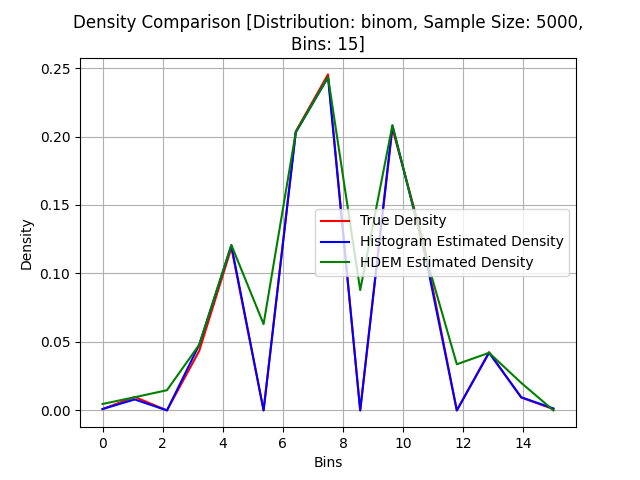 Density Comparison [Distribution: binom, Sample Size: 5000,
Bins: 15]
Density
0.25
0.20
0.15
0.10
0.05
0.00
True Density
Histogram Estimated Density
HDEM Estimated Density
0 2 4 6 8 10 12 14
Bins